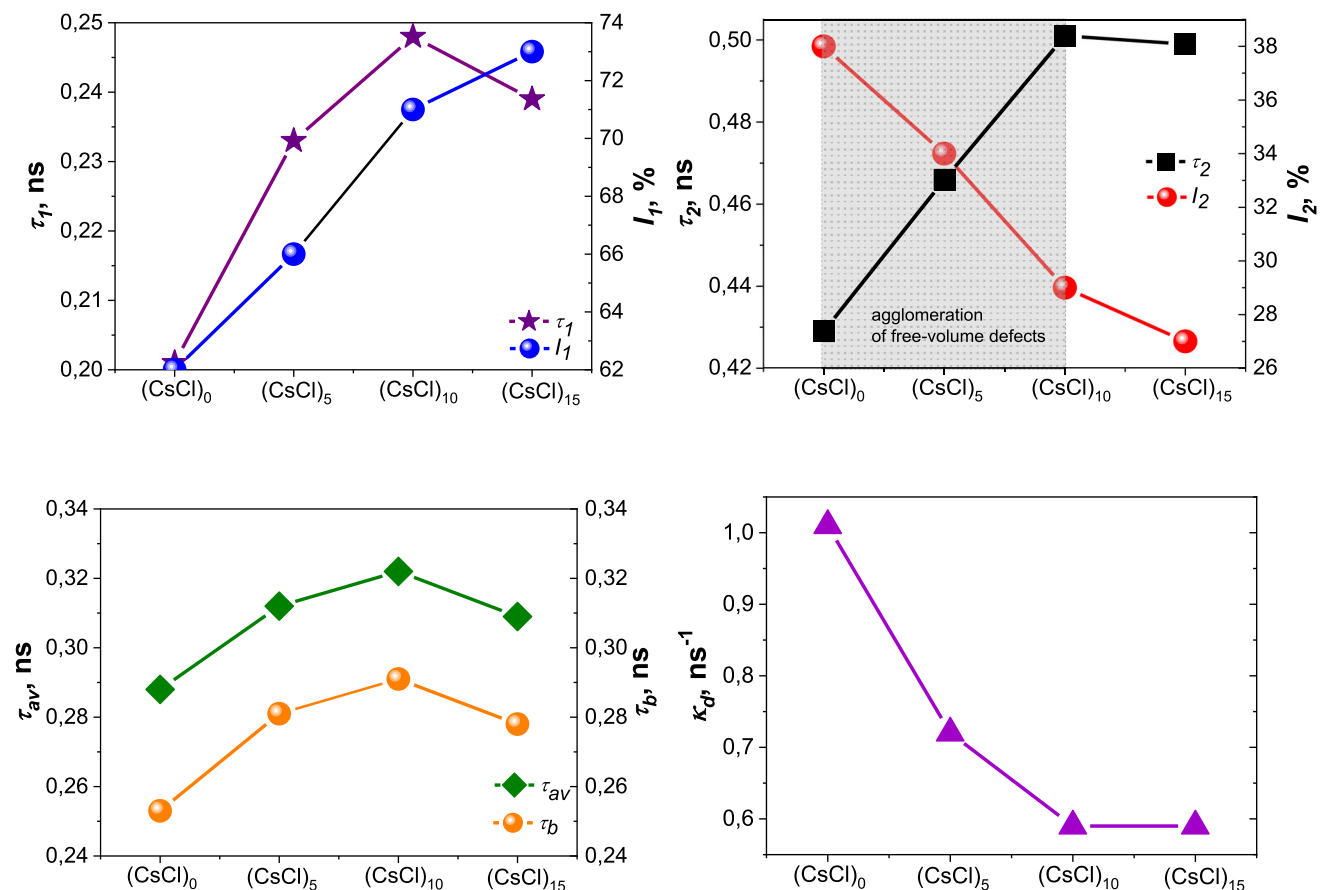 0,25
0,24
0,23
0,22
0,21
0,20
τ1, ns
74
72
70
68
66
64
62
I1, %
τ1
I1
(CsCl)0 (CsCl)5 (CsCl)10 (CsCl)15
0,50
0,48
0,46
0,44
0,42
τ2, ns
38
36
34
32
30
28
26
I2, %
τ2
I2
agglomeration
of free-volume defects
(CsCl)0 (CsCl)5 (CsCl)10 (CsCl)15
0,34
0,32
0,30
0,28
0,26
0,24
τav, ns
0,34
0,32
0,30
0,28
0,26
0,24
τb, ns
τav
τb
(CsCl)0 (CsCl)5 (CsCl)10 (CsCl)15
1,0
0,9
0,8
0,7
0,6
κd, ns-1
(CsCl)0 (CsCl)5 (CsCl)10 (CsCl)15